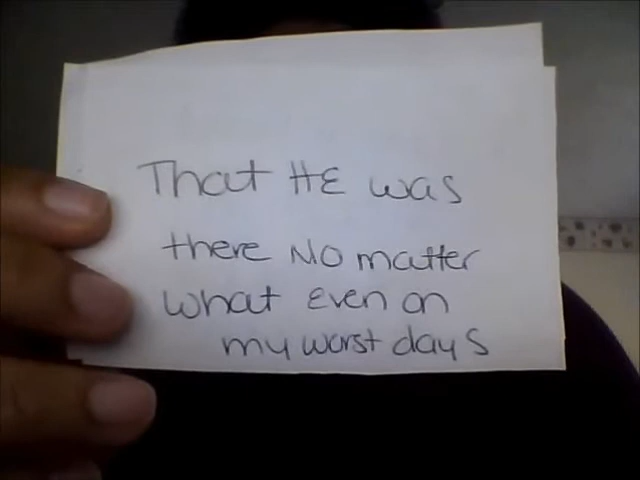 That HE was
there No matter
what Even on
my worst days